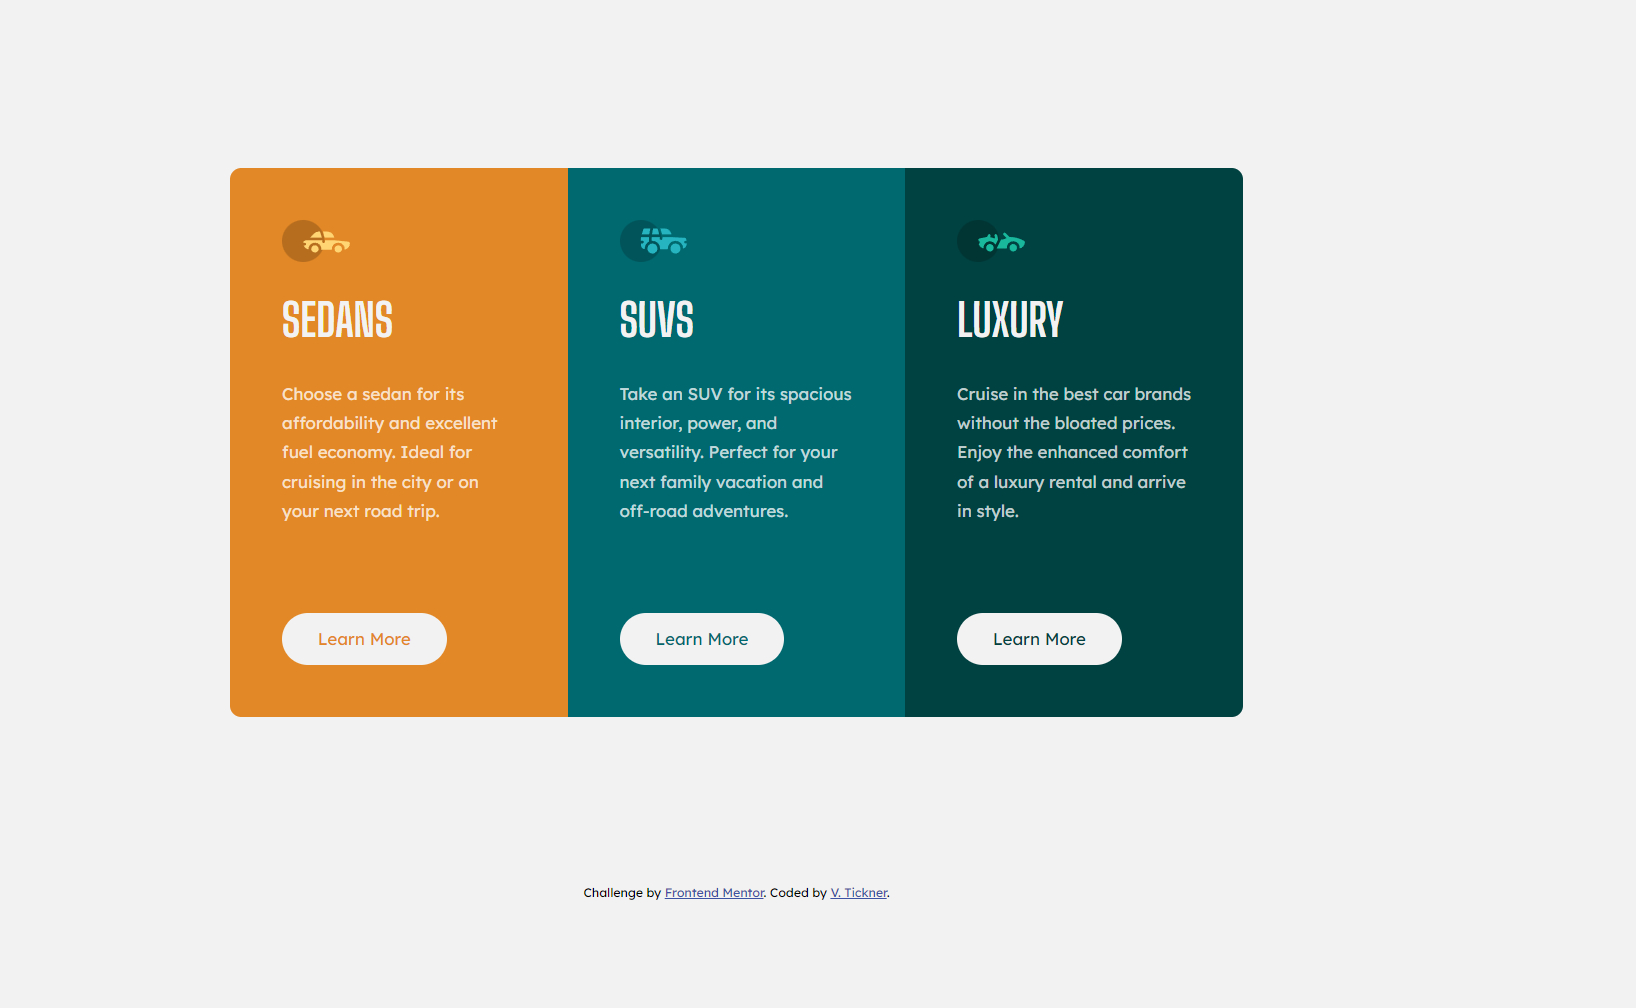 SEDANS
Choose a sedan for its
affordability and excellent
fuel economy. Ideal for
cruising in the city or on
your next road trip.
Learn More
SUVS
Take an SUV for its spacious
interior, power, and
versatility. Perfect for your
next family vacation and
off-road adventures.
Learn More
LUXURY
Cruise in the best car brands
without the bloated prices.
Enjoy the enhanced comfort
of a luxury rental and arrive
in style.
Learn More
Challenge by Frontend Mentor. Coded by V. Tickner.